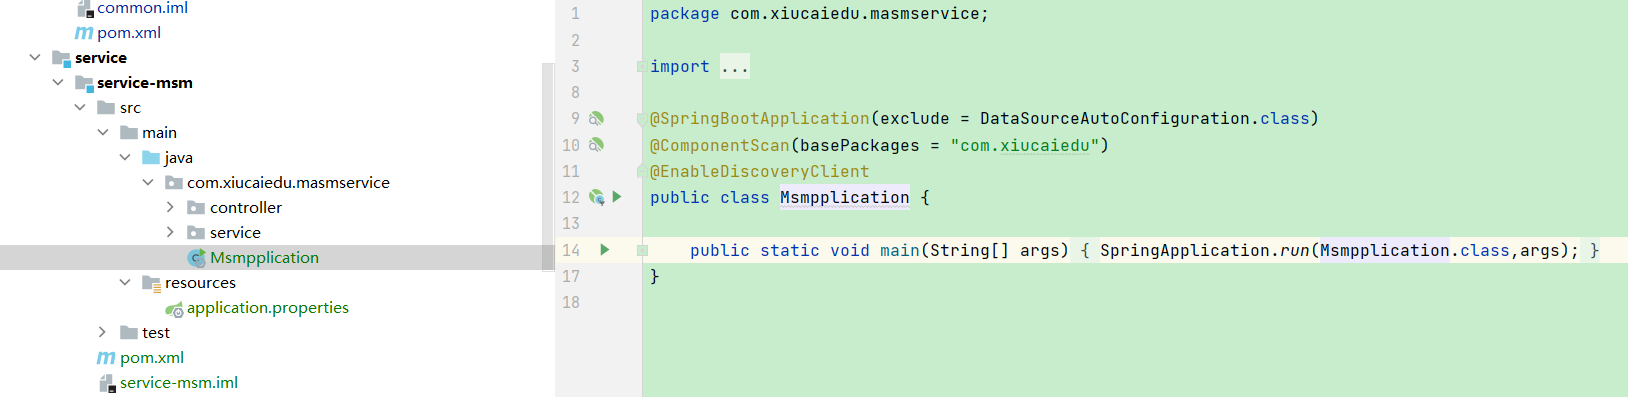 common.iml
pom.xml
service
service-msm
src
main
java
com.xiucaiedu.masmservice
controller
service
Msmpplication
resources
application.properties
test
pom.xml
service-msm.iml
1 package com.xiucaiedu.masmservice;
2
3 import ...
8
9 @SpringBootApplication(exclude = DataSourceAutoConfiguration.class)
10 @ComponentScan(basePackages = "com.xiucaiedu")
11 @EnableDiscoveryClient
12 public class Msmpplication {
13
14 public static void main(String[] args) { SpringApplication.run(Msmpplication.class,args); }
17 }
18